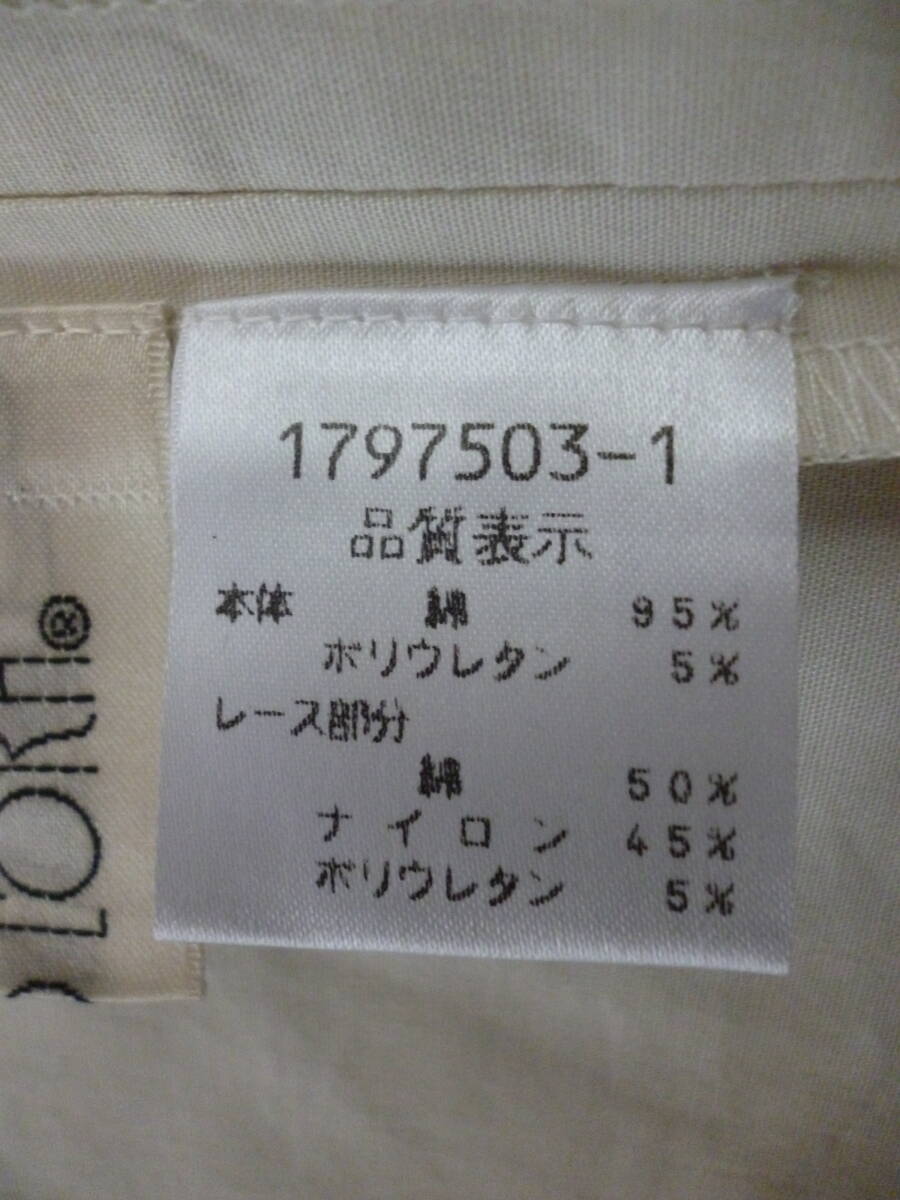 1797503-1
品質表示
本体 綿 95%
ポリウレタン 5%
レース部分
綿 50%
ナイロン 45%
ポリウレタン 5%
®